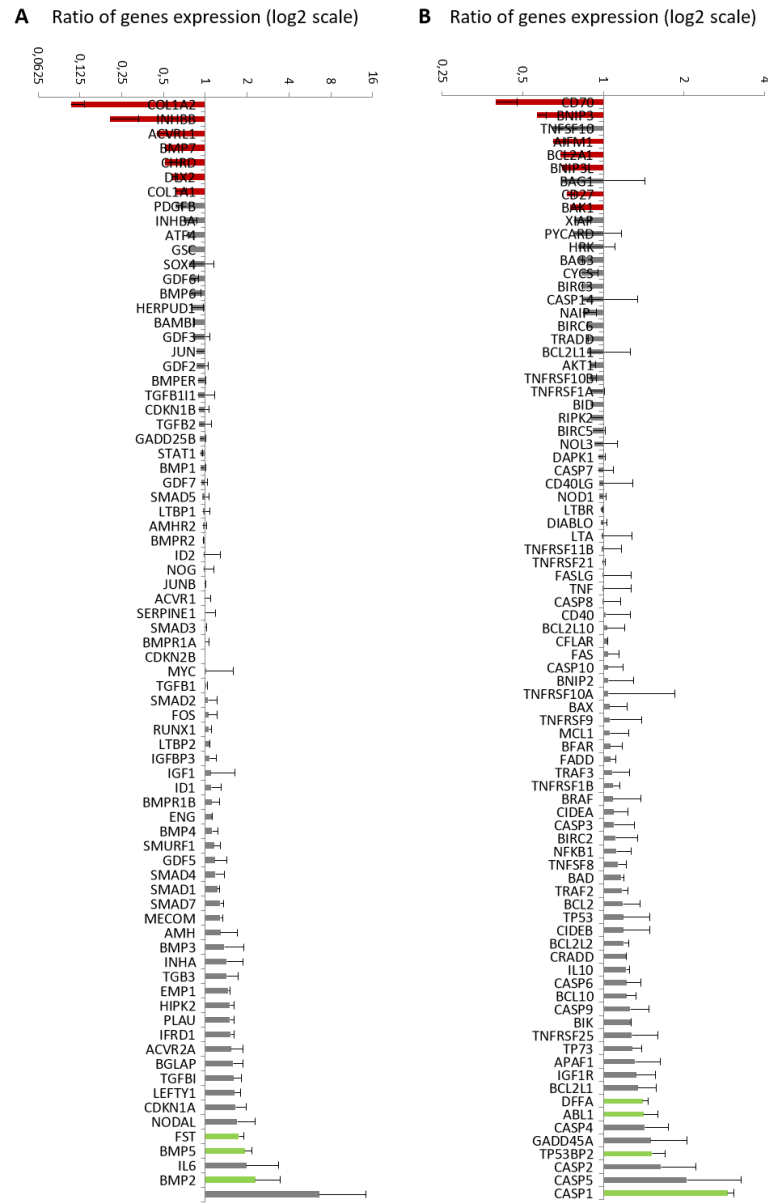 A Ratio of genes expression (log2 scale)
0,0625
0,125
0,25
0,5
1
2
4
8
16
COL1A2
INHBB
ACVRL1
BMP7
CHRD
DLX2
COL1A1
PDGFB
INHBA
ATF4
GSC
SOX4
GDF6
BMP6
HERPUD1
BAMBI
GDF3
JUN
GDF2
BMPER
TGFB1I1
CDKN1B
TGFB2
GADD25B
STAT1
BMP1
GDF7
SMAD5
LTBP1
AMHR2
BMPR2
ID2
NOG
JUNB
ACVR1
SERPINE1
SMAD3
BMPR1A
CDKN2B
MYC
TGFB1
SMAD2
FOS
RUNX1
LTBP2
IGFBP3
IGF1
ID1
BMPR1B
ENG
BMP4
SMURF1
GDF5
SMAD4
SMAD1
SMAD7
MECOM
AMH
BMP3
INHA
TGB3
EMP1
HIPK2
PLAU
IFRD1
ACVR2A
BGLAP
TGFBI
LEFTY1
CDKN1A
NODAL
FST
BMP5
IL6
BMP2
B Ratio of genes expression (log2 scale)
0,25
0,5
1
2
4
CD70
BNIP3
TNFSF10
AIFM1
BCL2A1
BNIP3L
BAG1
CD27
BAK1
XIAP
PYCARD
HRK
BAG3
CYCS
BIRC3
CASP14
NAIP
BIRC6
TRADD
BCL2L11
AKT1
TNFRSF10B
TNFRSF1A
BID
RIPK2
BIRC5
NOL3
DAPK1
CASP7
CD40LG
NOD1
LTBR
DIABLO
LTA
TNFRSF11B
TNFRSF21
FASLG
TNF
CASP8
CD40
BCL2L10
CFLAR
FAS
CASP10
BNIP2
TNFRSF10A
BAX
TNFRSF9
MCL1
BFAR
FADD
TRAF3
TNFRSF1B
BRAF
CIDEA
CASP3
BIRC2
NFKB1
TNFSF8
BAD
TRAF2
BCL2
TP53
CIDEB
BCL2L2
CRADD
IL10
CASP6
BCL10
CASP9
BIK
TNFRSF25
TP73
APAF1
IGF1R
BCL2L1
DFFA
ABL1
CASP4
GADD45A
TP53BP2
CASP2
CASP5
CASP1